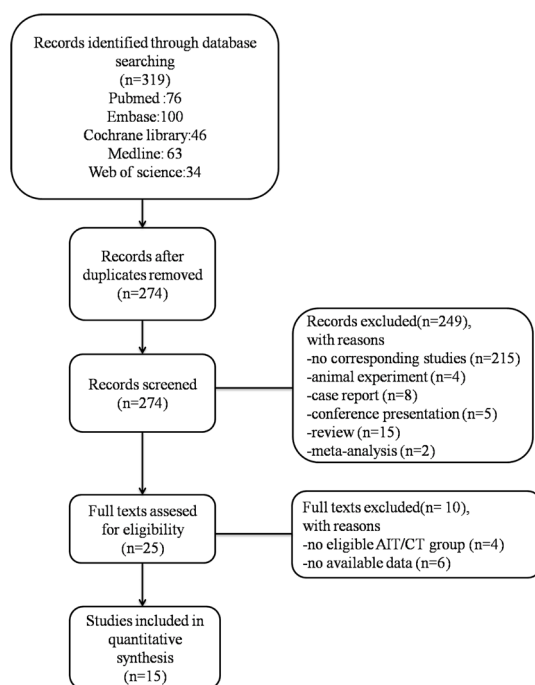 Records identified through database
searching
(n=319)
Pubmed :76
Embase:100
Cochrane library:46
Medline: 63
Web of science:34
Records after
duplicates removed
(n=274)
Records screened
(n=274)
Records excluded(n=249),
with reasons
-no corresponding studies (n=215)
-animal experiment (n=4)
-case report (n=8)
-conference presentation (n=5)
-review (n=15)
-meta-analysis (n=2)
Full texts assesed
for eligibility
(n=25)
Full texts excluded(n= 10),
with reasons
-no eligible AIT/CT group (n=4)
-no available data (n=6)
Studies included in
quantitative
synthesis
(n=15)